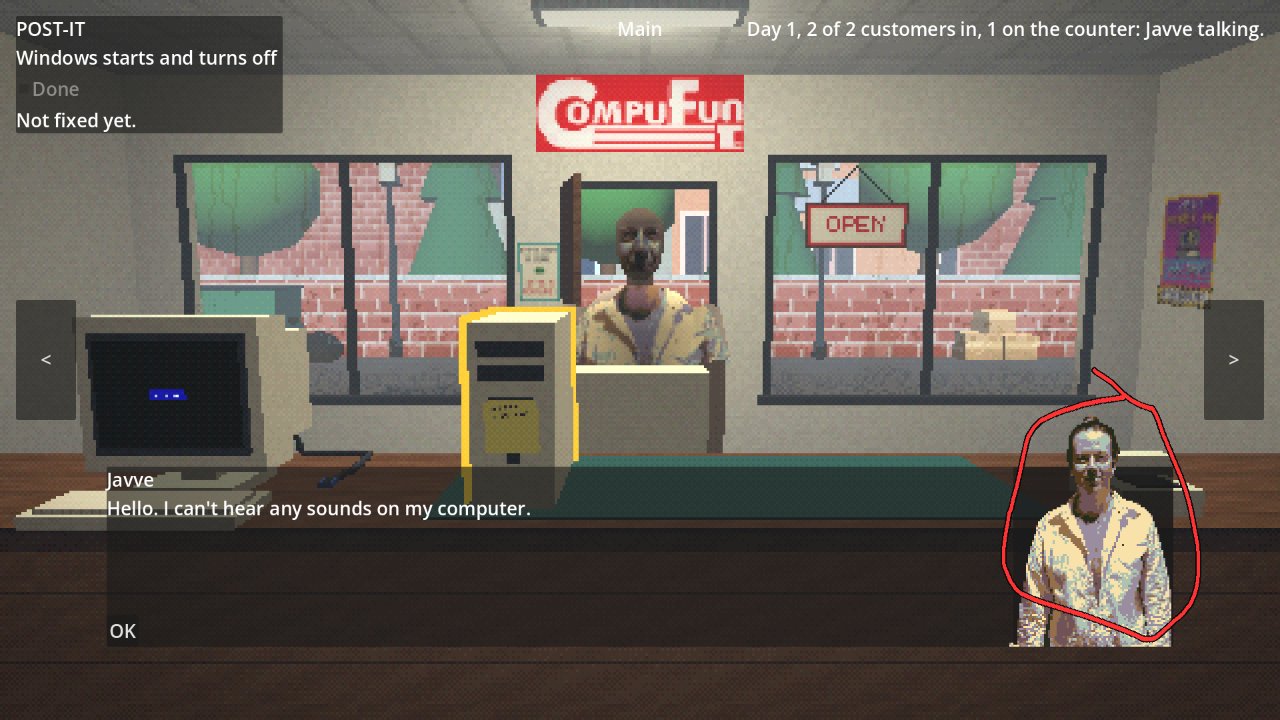 POST-IT
Windows starts and turns off
Done
Not fixed yet.
Main
Day 1, 2 of 2 customers in, 1 on the counter: Javve talking.
COMPUFUN
OPEN
<
>
Javve
Hello. I can't hear any sounds on my computer.
OK